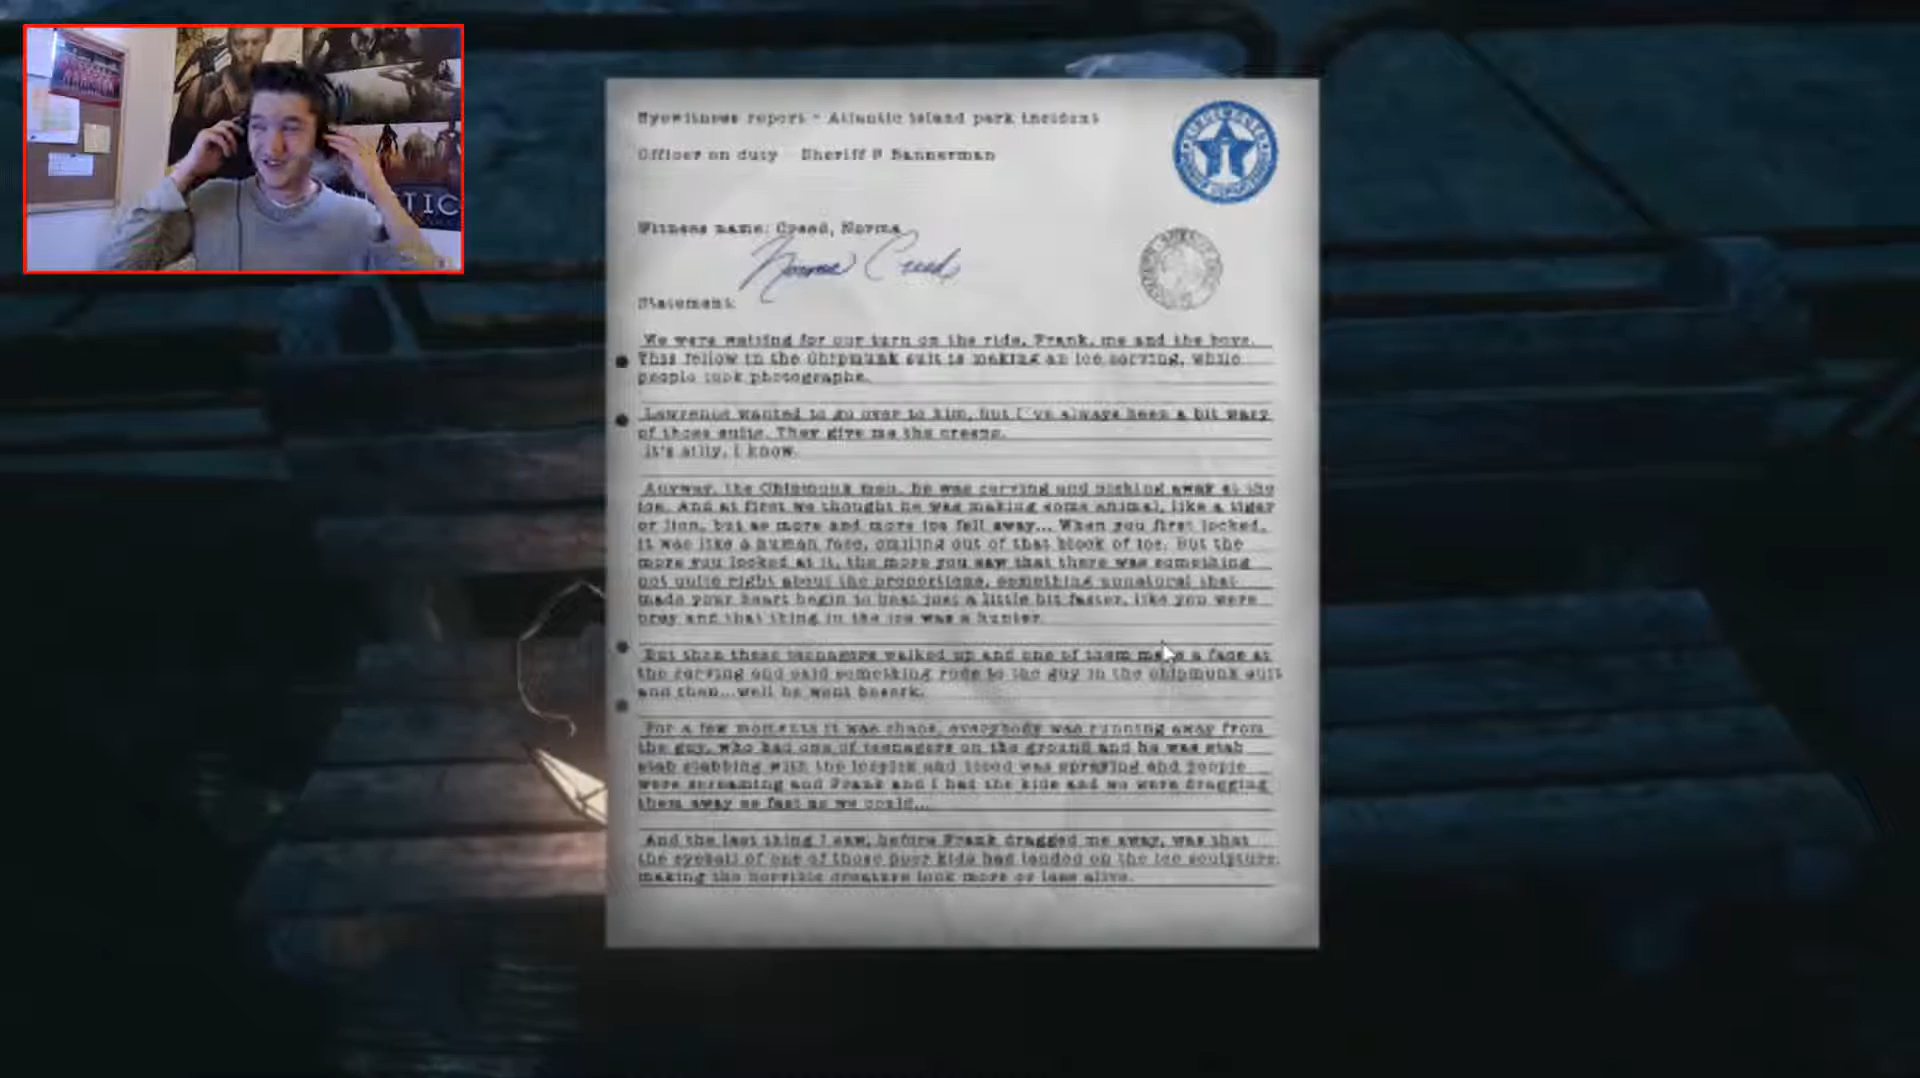 TIC
Eyewitness report - Atlantic island park incident
Officer on duty Sheriff P Bannerman
Witness name: Creed, Norma
Norma Creed
Statement:
We were waiting for our turn on the ride, Frank, me and the boys.
This fellow in the Chipmunk suit is making an ice carving, while
people took photographs.
Lawrence wanted to go over to him, but I've always been a bit wary
of those suits. They give me the creeps.
It's silly, I know.
Anyway, the Chipmunk man, he was carving and picking away at the
ice. And at first we thought he was making some animal, like a tiger
or lion, but as more and more ice fell away... When you first looked,
it was like a human face, smiling out of that block of ice. But the
more you looked at it, the more you saw that there was something
not quite right about the proportions, something unnatural that
made your heart begin to beat just a little bit faster, like you were
prey and that thing in the ice was a hunter.
But then these teenagers walked up and one of them made a face at
the carving and said something rude to the guy in the chipmunk suit
and then...well he went beserk.
For a few moments it was chaos, everybody was running away from
the guy, who had one of teenagers on the ground and he was stab
stab stabbing with the icepick and blood was spraying and people
were screaming and Frank and I had the kids and we were dragging
them away as fast as we could...
And the last thing I saw, before Frank dragged me away, was that
the eyeball of one of those poor kids had landed on the ice sculpture,
making the horrible creature look more or less alive.